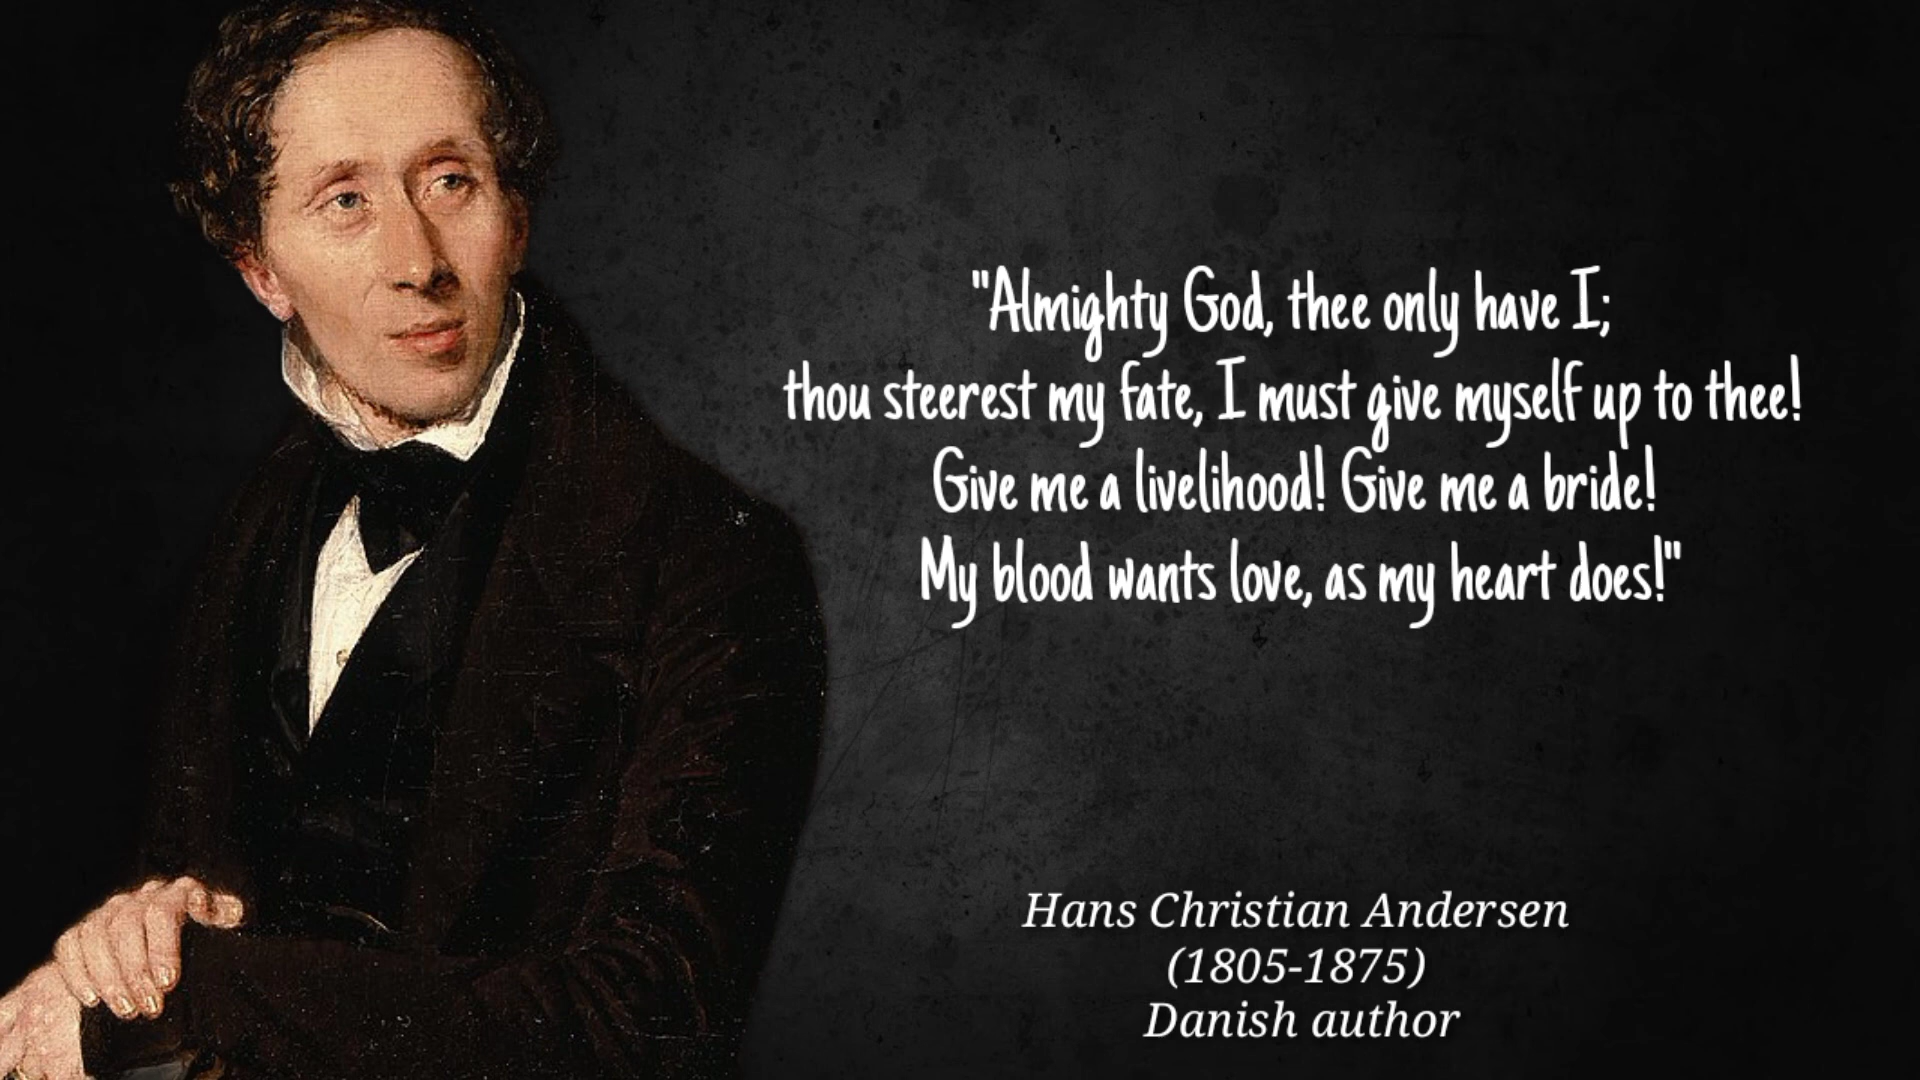 "Almighty God, thee only have I;
thou steerest my fate, I must give myself up to thee!
Give me a livelihood! Give me a bride!
My blood wants love, as my heart does!"
Hans Christian Andersen
(1805-1875)
Danish author